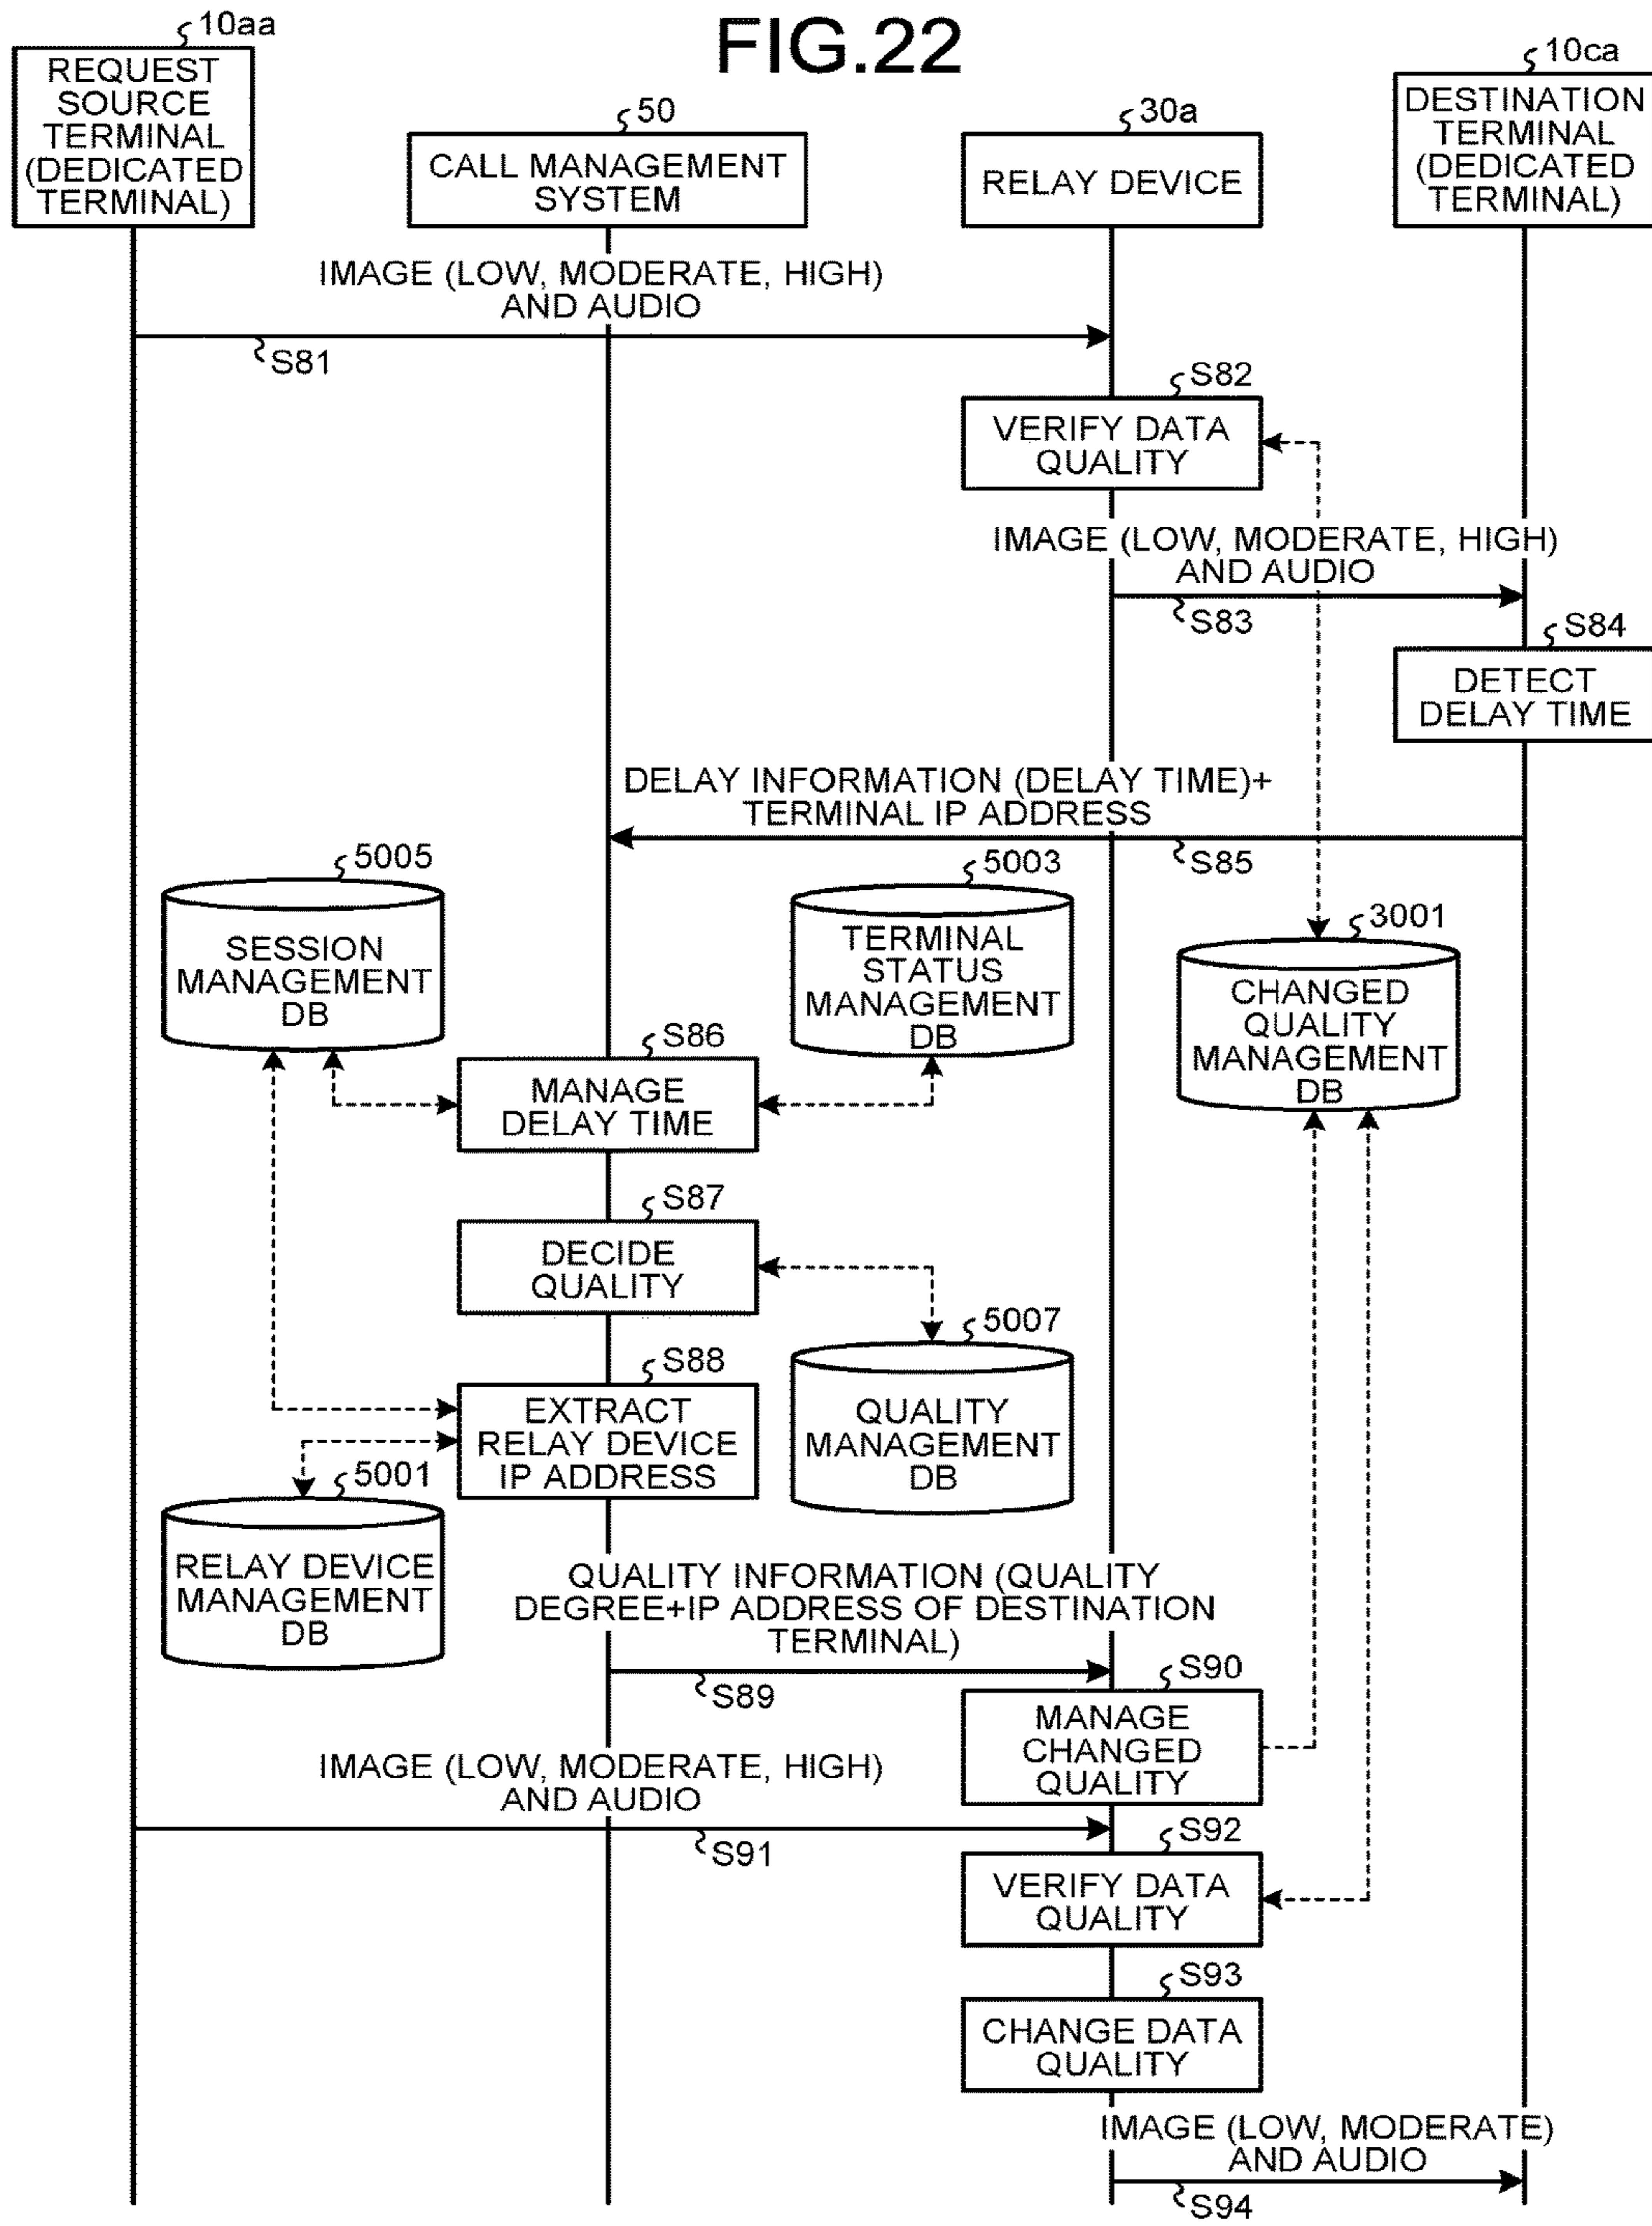 FIG.22
10aa
REQUEST
SOURCE
TERMINAL
(DEDICATED
TERMINAL)
50
CALL MANAGEMENT
SYSTEM
30a
RELAY DEVICE
10ca
DESTINATION
TERMINAL
(DEDICATED
TERMINAL)
IMAGE (LOW, MODERATE, HIGH)
AND AUDIO
S81
S82
VERIFY DATA
QUALITY
IMAGE (LOW, MODERATE, HIGH)
AND AUDIO
S83
S84
DETECT
DELAY TIME
DELAY INFORMATION (DELAY TIME)+
TERMINAL IP ADDRESS
S85
5005
SESSION
MANAGEMENT
DB
5003
TERMINAL
STATUS
MANAGEMENT
DB
3001
CHANGED
QUALITY
MANAGEMENT
DB
S86
MANAGE
DELAY TIME
S87
DECIDE
QUALITY
5007
QUALITY
MANAGEMENT
DB
S88
EXTRACT
RELAY DEVICE
IP ADDRESS
5001
RELAY DEVICE
MANAGEMENT
DB
QUALITY INFORMATION (QUALITY
DEGREE+IP ADDRESS OF DESTINATION
TERMINAL)
S89
S90
MANAGE
CHANGED
QUALITY
IMAGE (LOW, MODERATE, HIGH)
AND AUDIO
S91
S92
VERIFY DATA
QUALITY
S93
CHANGE DATA
QUALITY
IMAGE (LOW, MODERATE)
AND AUDIO
S94